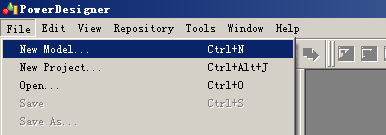 PowerDesigner
File Edit View Repository Tools Window Help
New Model... Ctrl+N
New Project... Ctrl+Alt+J
Open... Ctrl+O
Save Ctrl+S
Save As...